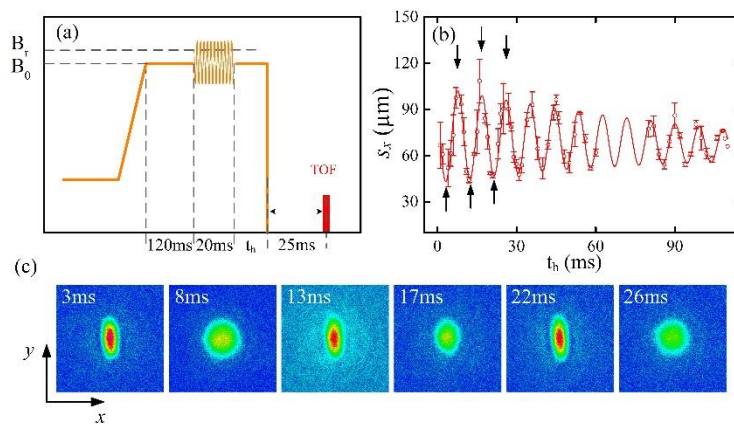 (a)
B_r
B_0
TOF
120ms 20ms t_h 25ms
(b)
150
120
90
60
30
s_x (μm)
0 30 60 90
t_h (ms)
(c)
3ms 8ms 13ms 17ms 22ms 26ms
y
x